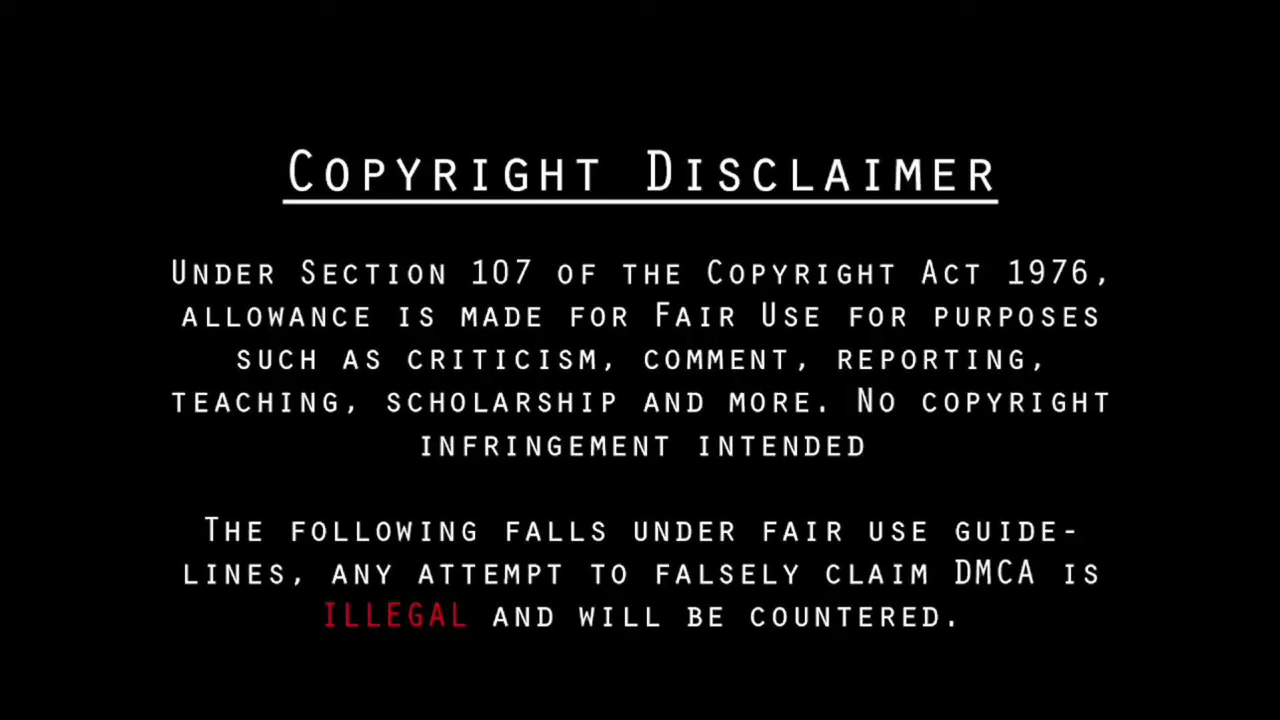 Copyright Disclaimer
Under Section 107 of the Copyright Act 1976,
allowance is made for Fair Use for purposes
such as criticism, comment, reporting,
teaching, scholarship and more. No copyright
infringement intended
The following falls under fair use guide-
lines, any attempt to falsely claim DMCA is
ILLEGAL and will be countered.